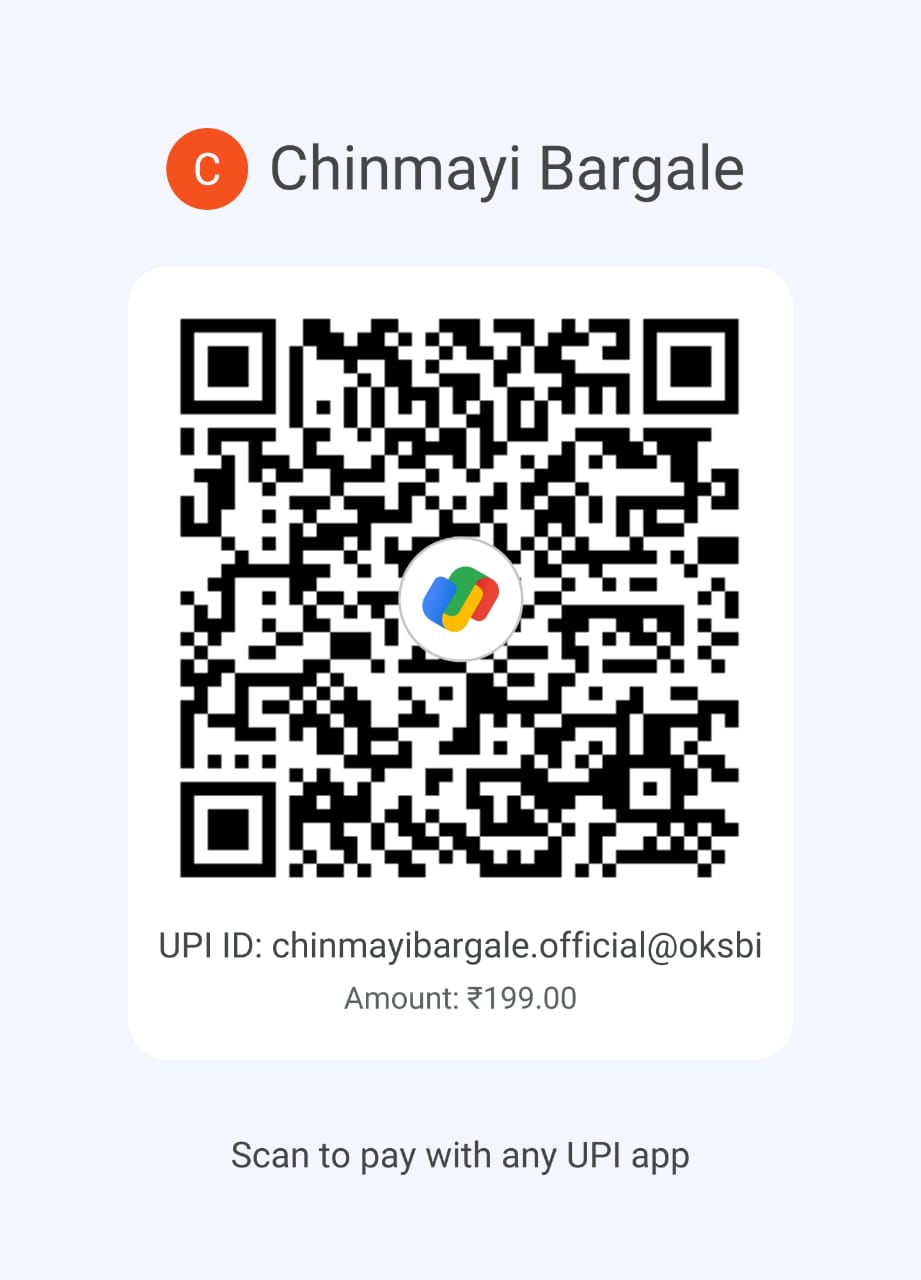 C
Chinmayi Bargale
UPI ID: chinmayibargale.official@oksbi
Amount: ₹199.00
Scan to pay with any UPI app